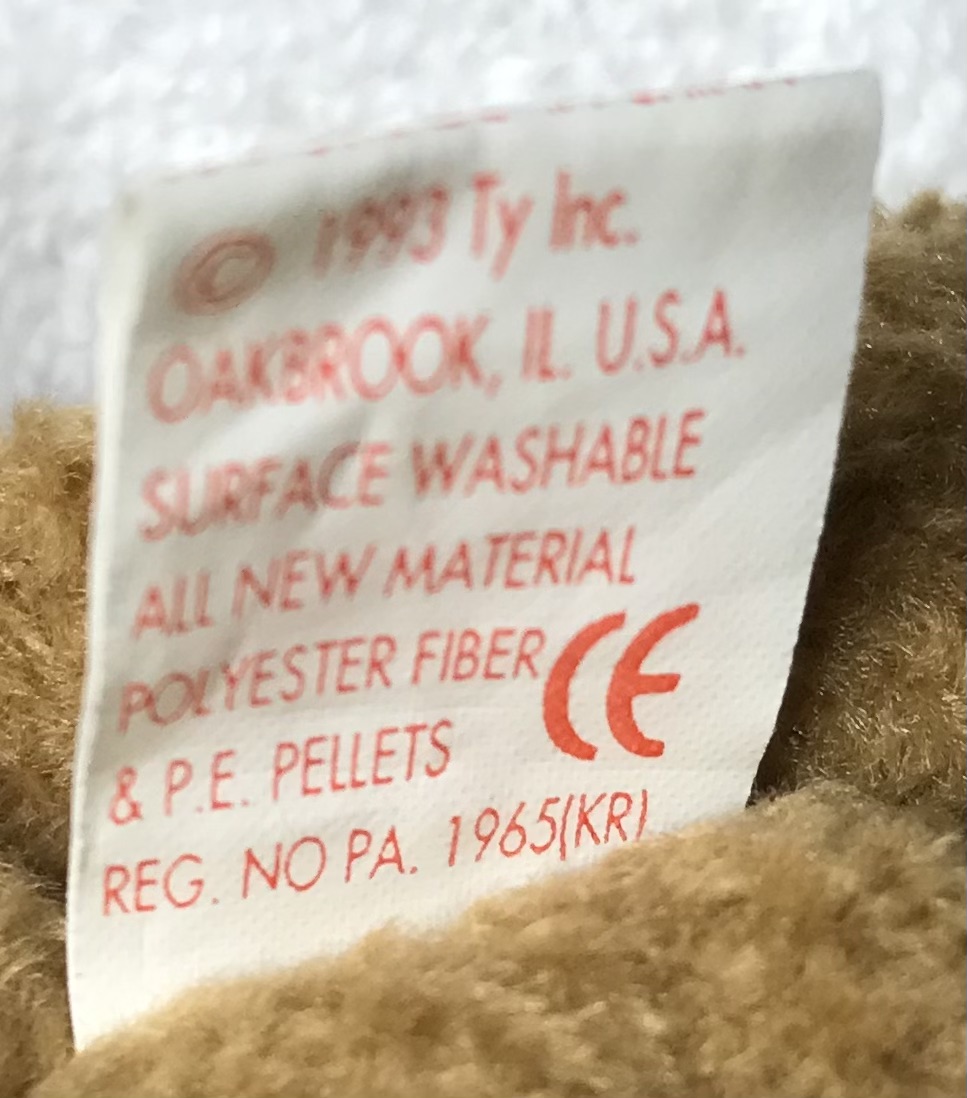 © 1993 Ty Inc.
OAKBROOK, IL. U.S.A.
SURFACE WASHABLE
ALL NEW MATERIAL
POLYESTER FIBER
& P.E. PELLETS CE
REG. NO PA. 1965(KR)